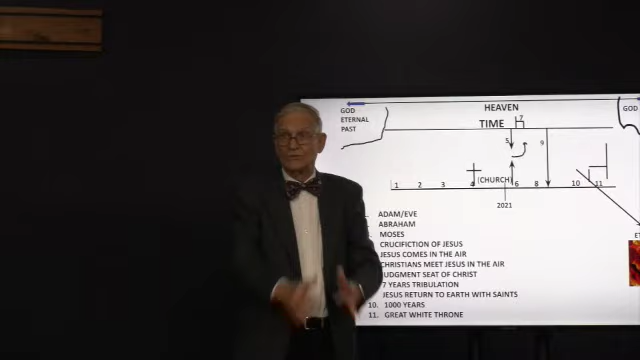 HEAVEN
GOD
ETERNAL
PAST
GOD
TIME 7
5 9
(CHURCH)
1 2 3 4 6 8 10 11
2021
ADAM/EVE
ABRAHAM
MOSES
CRUCIFICTION OF JESUS
JESUS COMES IN THE AIR
CHRISTIANS MEET JESUS IN THE AIR
JUDGMENT SEAT OF CHRIST
7 YEARS TRIBULATION
JESUS RETURN TO EARTH WITH SAINTS
10. 1000 YEARS
11. GREAT WHITE THRONE